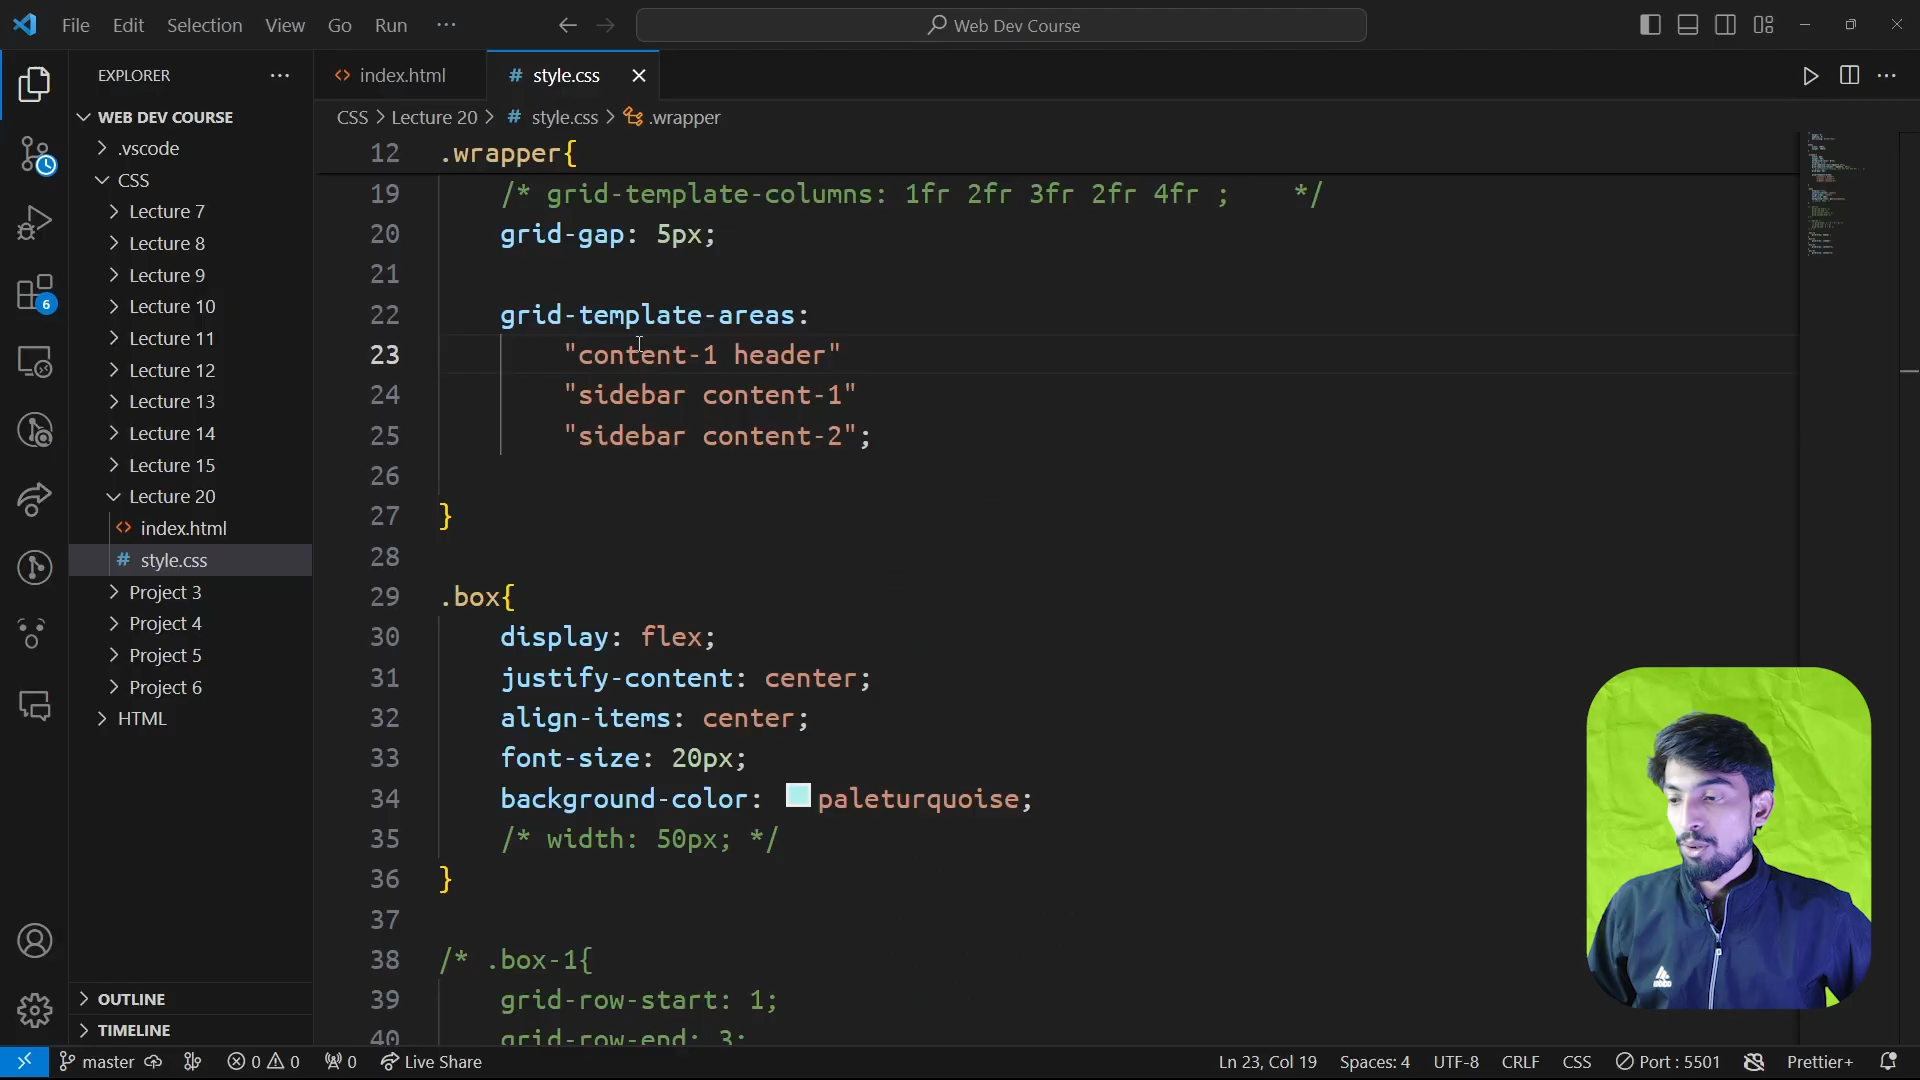 File Edit Selection View Go Run ···
Web Dev Course
EXPLORER ···
index.html
# style.css
WEB DEV COURSE
.vscode
CSS
Lecture 7
Lecture 8
Lecture 9
Lecture 10
Lecture 11
Lecture 12
Lecture 13
Lecture 14
Lecture 15
Lecture 20
<> index.html
# style.css
Project 3
Project 4
Project 5
Project 6
HTML
OUTLINE
TIMELINE
6
CSS > Lecture 20 > # style.css > .wrapper
12 .wrapper{
19 /* grid-template-columns: 1fr 2fr 3fr 2fr 4fr ; */
20 grid-gap: 5px;
21
22 grid-template-areas:
23 "content-1 header"
24 "sidebar content-1"
25 "sidebar content-2";
26
27 }
28
29 .box{
30 display: flex;
31 justify-content: center;
32 align-items: center;
33 font-size: 20px;
34 background-color: paleturquoise;
35 /* width: 50px; */
36 }
37
38 /* .box-1{
39 grid-row-start: 1;
40 grid-row-end: 3;
master 0 0 0 Live Share
Ln 23, Col 19 Spaces: 4 UTF-8 CRLF CSS Port : 5501 Prettier+